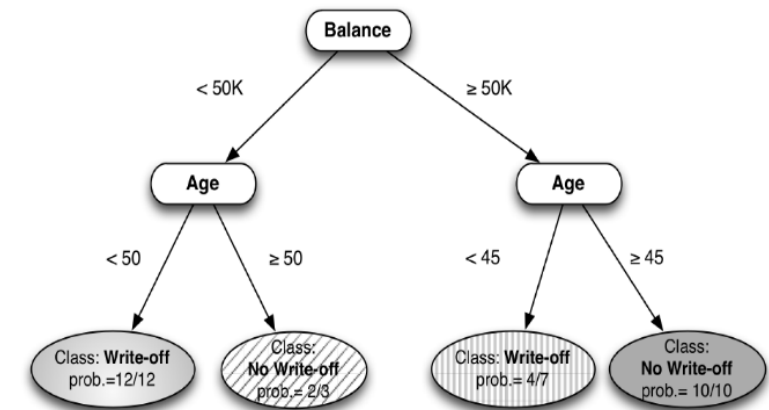 Balance
< 50K
≥ 50K
Age
Age
< 50
≥ 50
< 45
≥ 45
Class: Write-off
prob.=12/12
Class:
No Write-off
prob.= 2/3
Class: Write-off
prob.= 4/7
Class:
No Write-off
prob.= 10/10